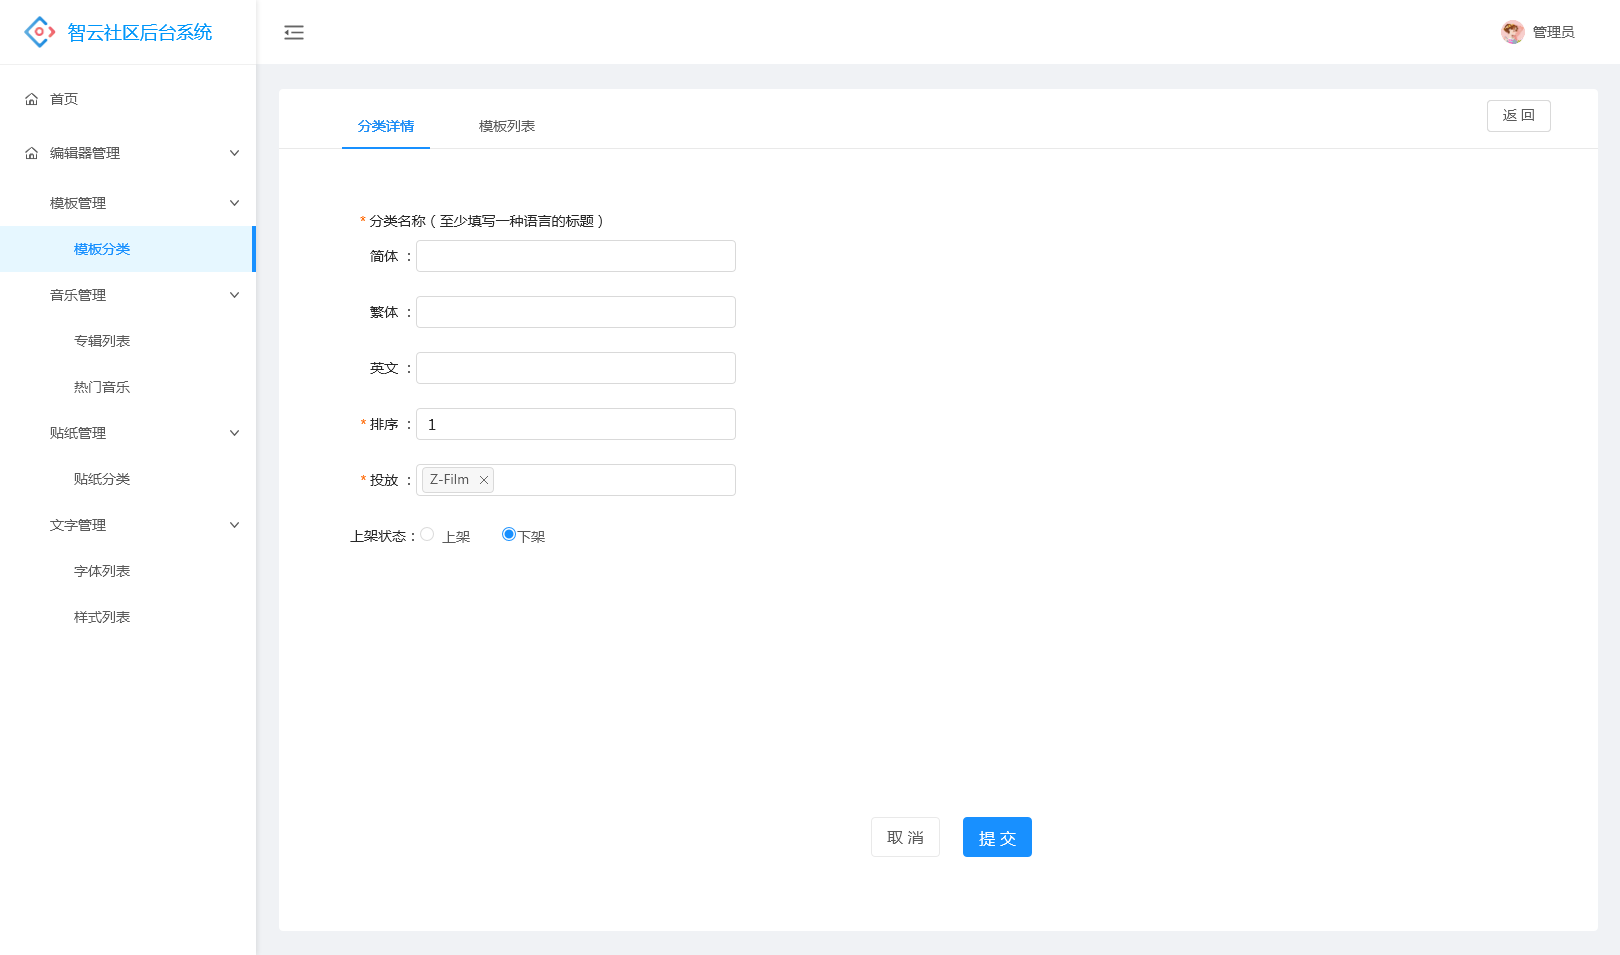 智云社区后台系统
管理员
首页
编辑器管理
模板管理
模板分类
音乐管理
专辑列表
热门音乐
贴纸管理
贴纸分类
文字管理
字体列表
样式列表
分类详情
模板列表
返 回
* 分类名称（至少填写一种语言的标题）
简体 ：
繁体 ：
英文 ：
* 排序 ： 1
* 投放 ： Z-Film ×
上架状态： 上架 下架
取 消
提 交